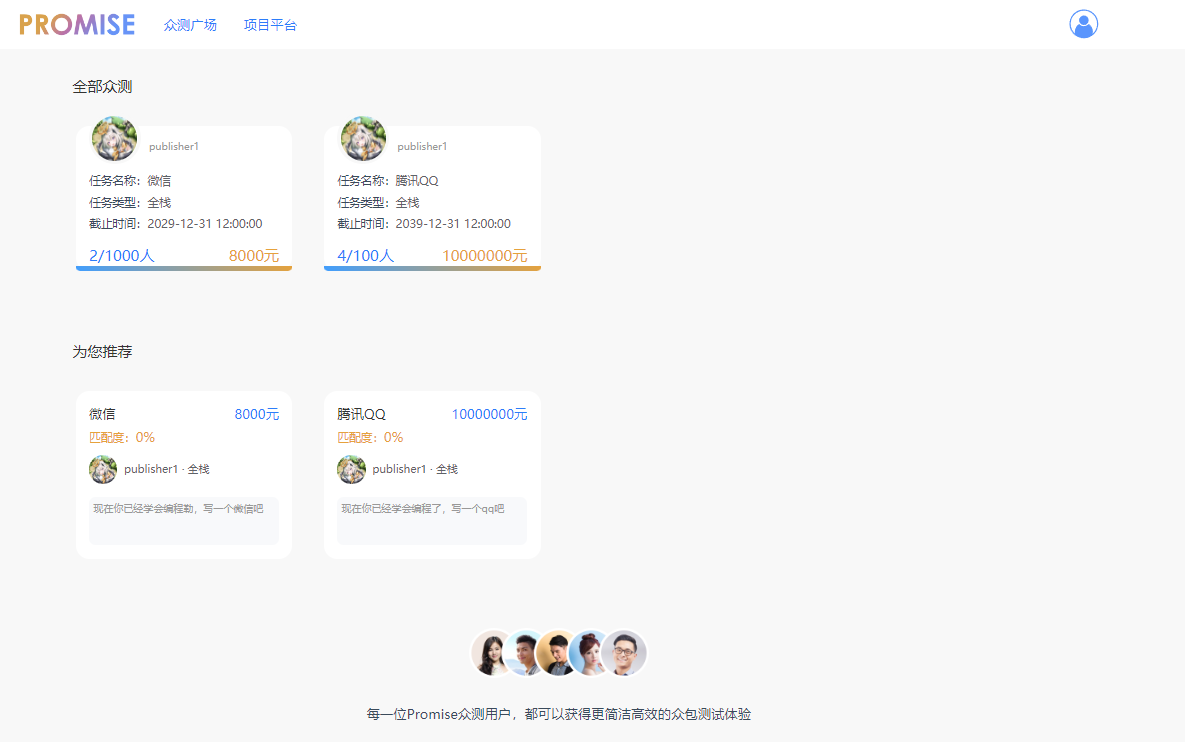 PROMISE 众测广场 项目平台
全部众测
publisher1
任务名称：微信
任务类型：全栈
截止时间：2029-12-31 12:00:00
2/1000人 8000元
publisher1
任务名称：腾讯QQ
任务类型：全栈
截止时间：2039-12-31 12:00:00
4/100人 10000000元
为您推荐
微信 8000元
匹配度：0%
publisher1 · 全栈
现在你已经学会编程勒，写一个微信吧
腾讯QQ 10000000元
匹配度：0%
publisher1 · 全栈
现在你已经学会编程了，写一个qq吧
每一位Promise众测用户，都可以获得更简洁高效的众包测试体验